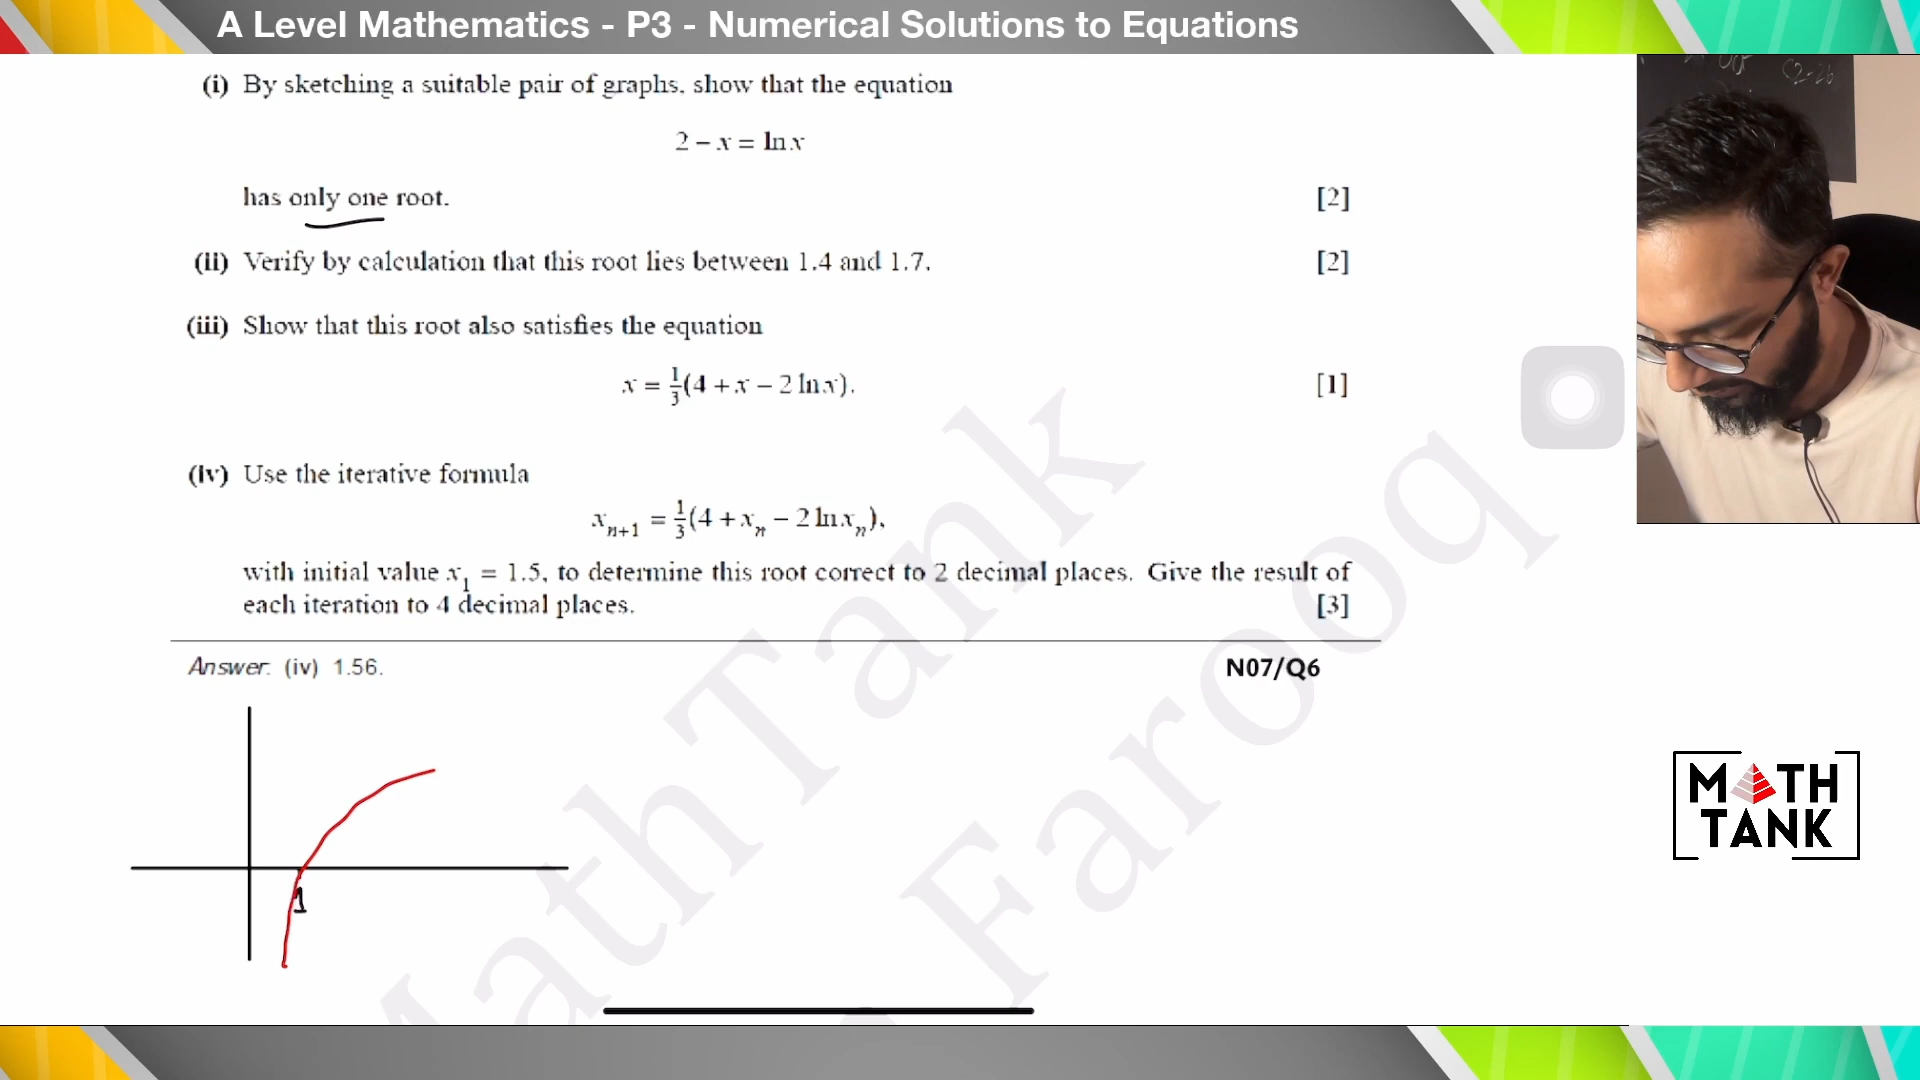 A Level Mathematics - P3 - Numerical Solutions to Equations
(i) By sketching a suitable pair of graphs, show that the equation
2 − x = ln x
has only one root. [2]
(ii) Verify by calculation that this root lies between 1.4 and 1.7. [2]
(iii) Show that this root also satisfies the equation
x = 1/3(4 + x − 2 ln x). [1]
(iv) Use the iterative formula
xₙ₊₁ = 1/3(4 + xₙ − 2 ln xₙ),
with initial value x₁ = 1.5, to determine this root correct to 2 decimal places. Give the result of
each iteration to 4 decimal places. [3]
Answer: (iv) 1.56. N07/Q6
1
MathTank
Farooq
MATH
TANK